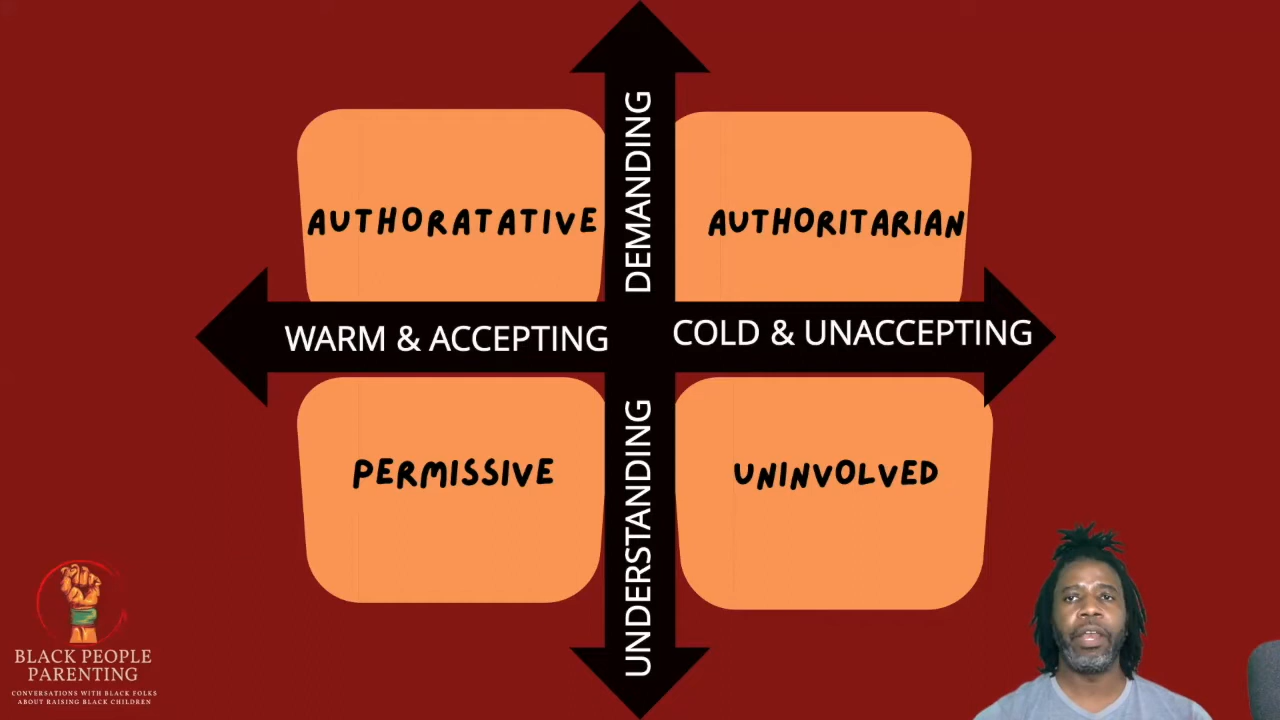 DEMANDING
AUTHORATATIVE
AUTHORITARIAN
WARM & ACCEPTING
COLD & UNACCEPTING
PERMISSIVE
UNINVOLVED
UNDERSTANDING
BLACK PEOPLE
PARENTING
CONVERSATIONS WITH BLACK FOLKS
ABOUT RAISING BLACK CHILDREN